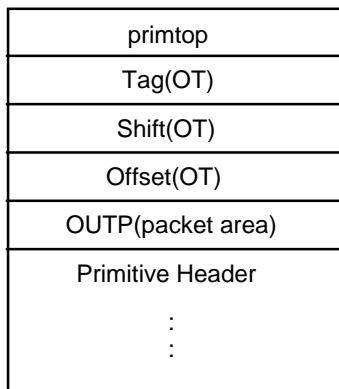 primtop
Tag(OT)
Shift(OT)
Offset(OT)
OUTP(packet area)
Primitive Header
:
: